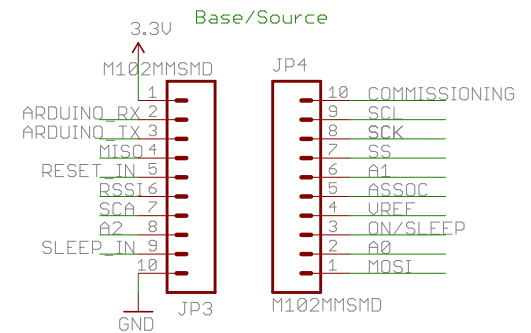 Base/Source
3.3V
M102MMSMD
1
ARDUINO_RX 2
ARDUINO_TX 3
MISO 4
RESET_IN 5
RSSI 6
SCA 7
A2 8
SLEEP_IN 9
10
JP3
GND
JP4
10 COMMISSIONING
9 SCL
8 SCK
7 SS
6 A1
5 ASSOC
4 VREF
3 ON/SLEEP
2 A0
1 MOSI
M102MMSMD